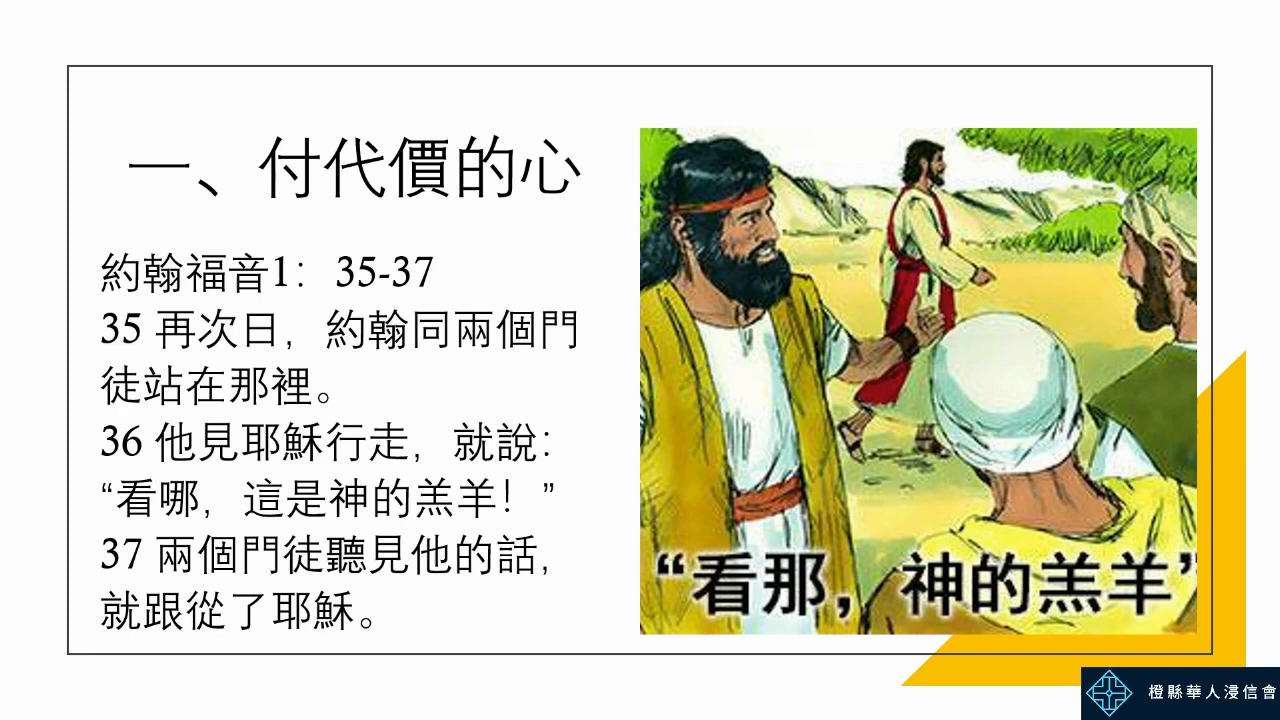 一、付代價的心
約翰福音1：35-37
35 再次日，約翰同兩個門
徒站在那裡。
36 他見耶穌行走，就說：
“看哪，這是神的羔羊！”
37 兩個門徒聽見他的話，
就跟從了耶穌。
“看那，神的羔羊”
橙縣華人浸信會